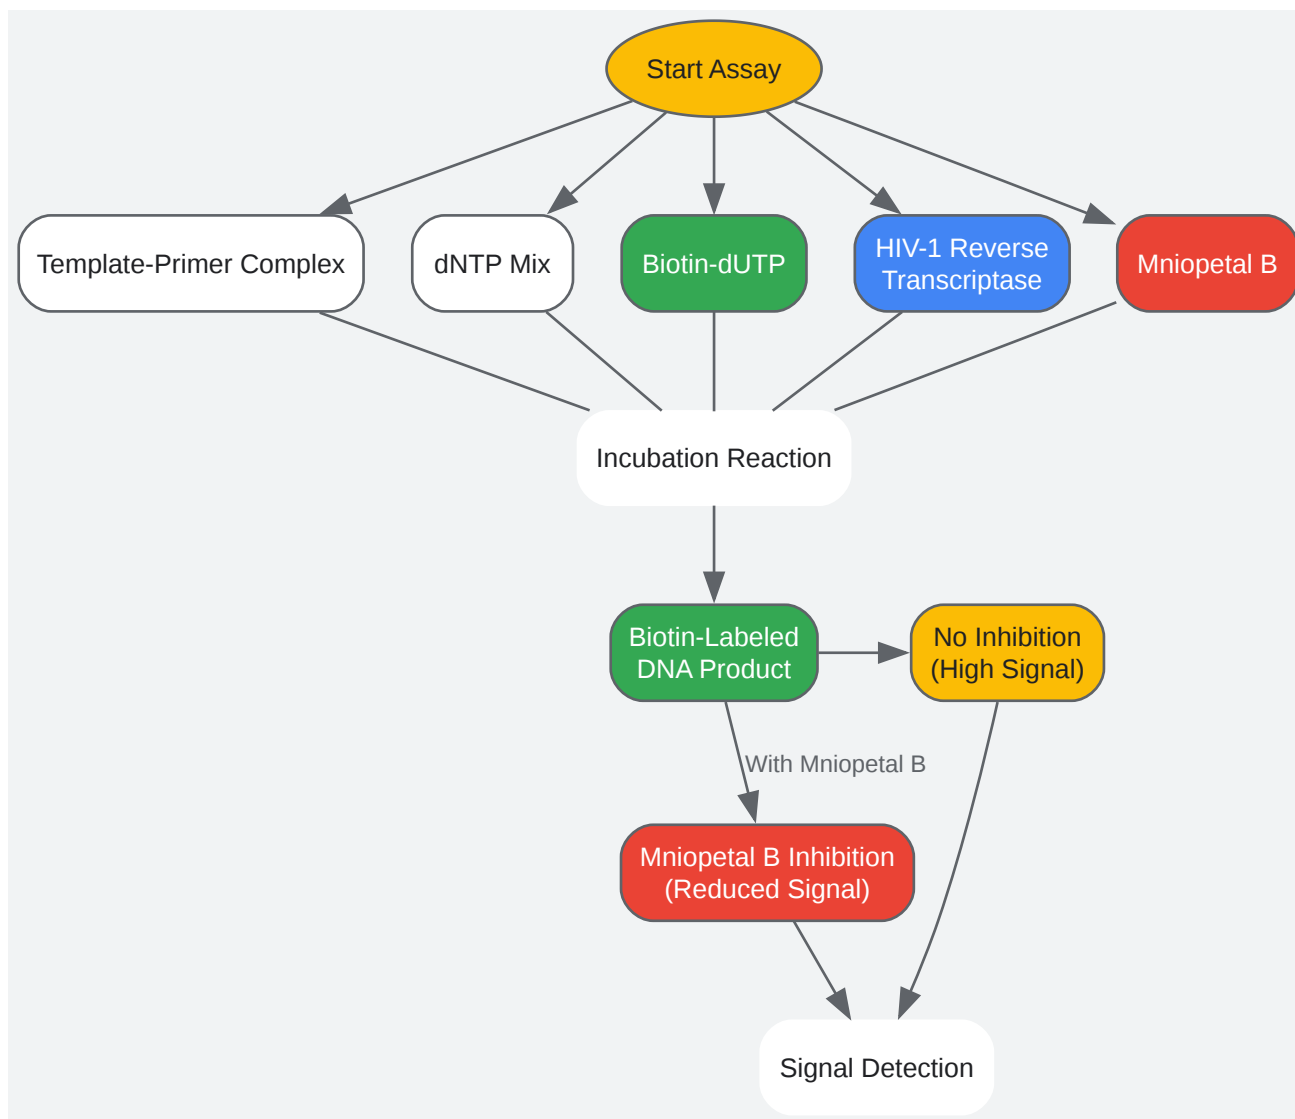 Start Assay
Template-Primer Complex
dNTP Mix
Biotin-dUTP
HIV-1 Reverse
Transcriptase
Mniopetal B
Incubation Reaction
Biotin-Labeled
DNA Product
No Inhibition
(High Signal)
With Mniopetal B
Mniopetal B Inhibition
(Reduced Signal)
Signal Detection